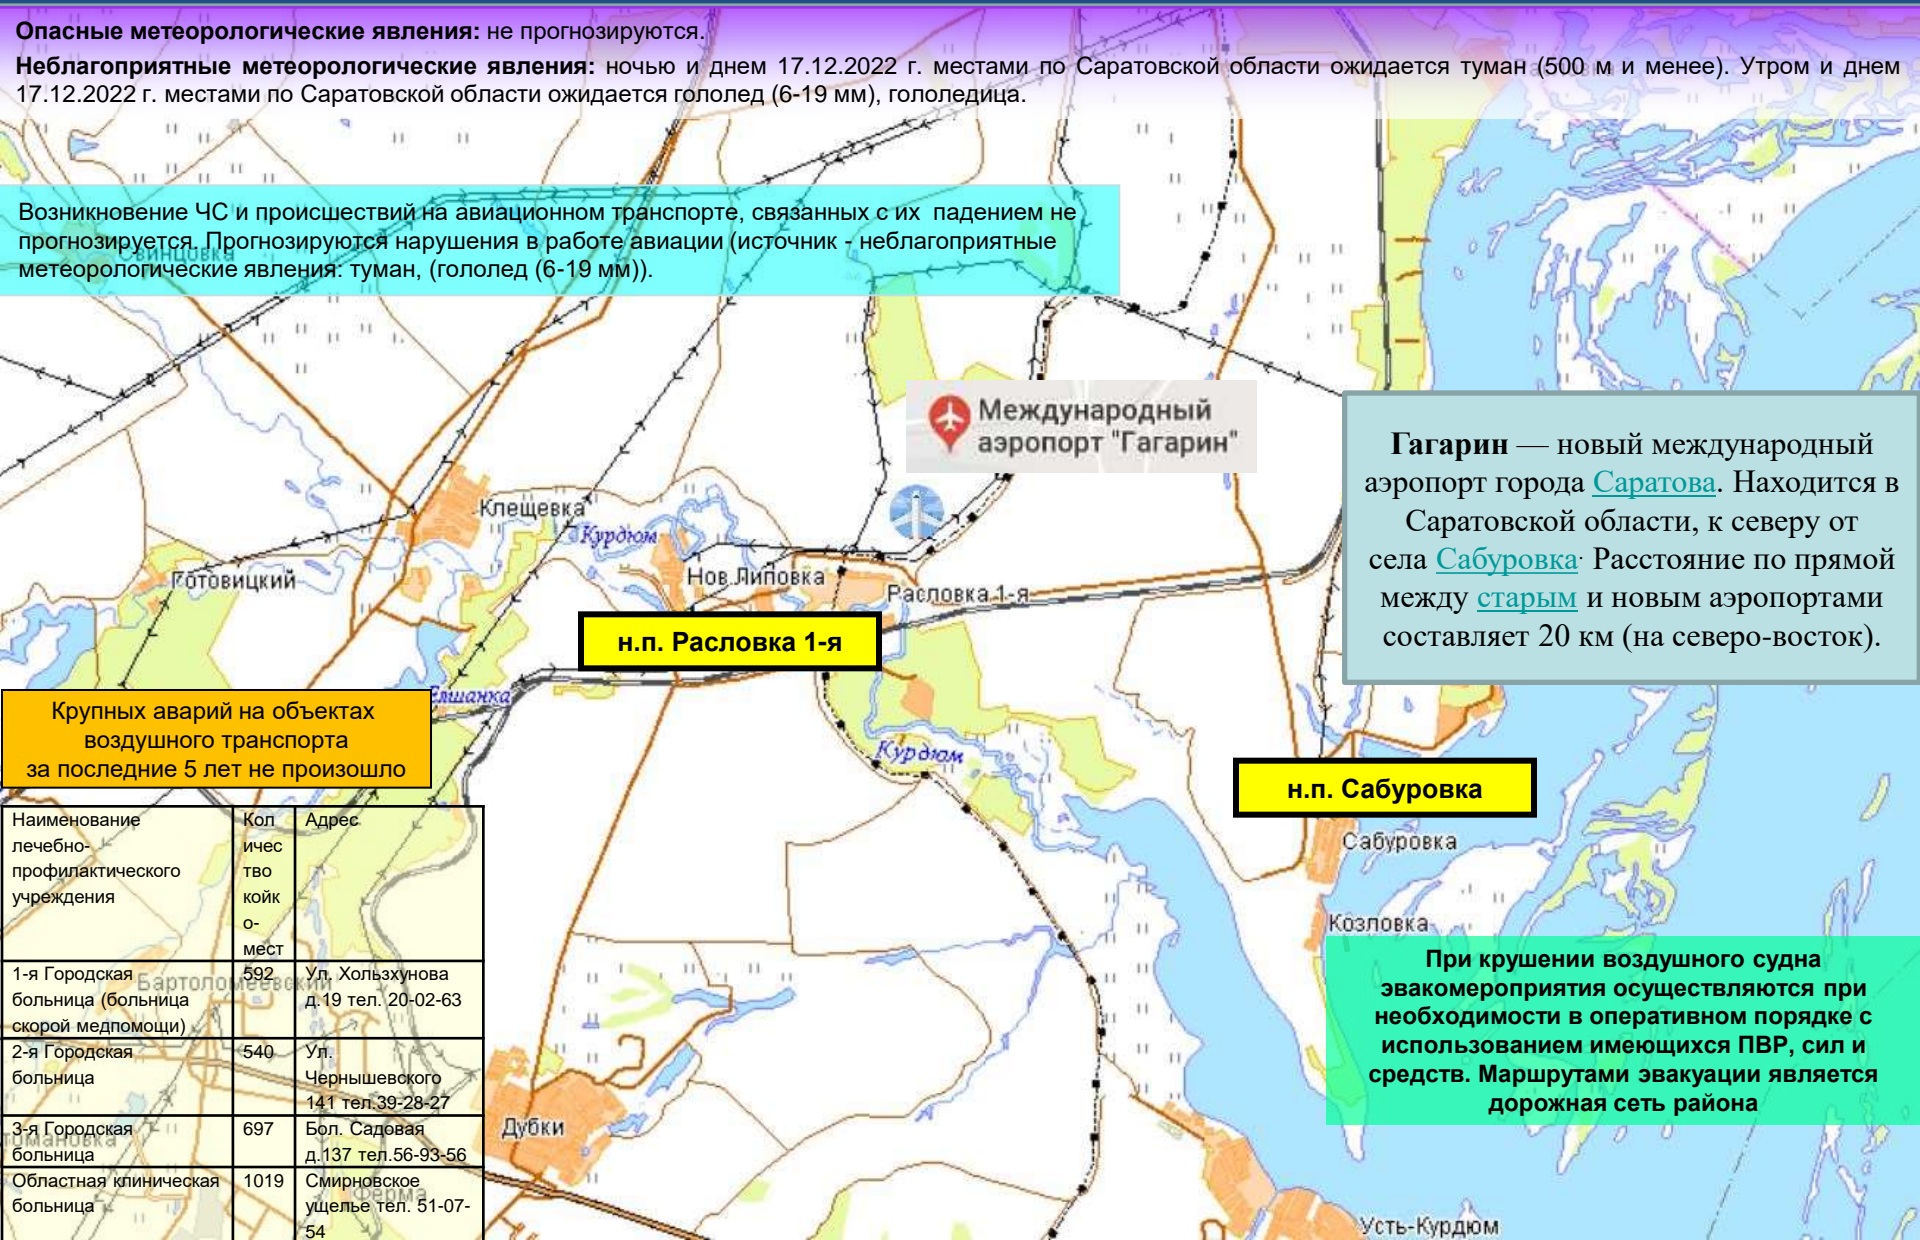 Опасные метеорологические явления: не прогнозируются.
Неблагоприятные метеорологические явления: ночью и днем 17.12.2022 г. местами по Саратовской области ожидается туман (500 м и менее). Утром и днем
17.12.2022 г. местами по Саратовской области ожидается гололед (6-19 мм), гололедица.
Возникновение ЧС и происшествий на авиационном транспорте, связанных с их падением не
прогнозируется. Прогнозируются нарушения в работе авиации (источник - неблагоприятные
метеорологические явления: туман, (гололед (6-19 мм)).
Свинцовка
Международный
аэропорт "Гагарин"
Гагарин — новый международный
аэропорт города Саратова. Находится в
Саратовской области, к северу от
села Сабуровка. Расстояние по прямой
между старым и новым аэропортами
составляет 20 км (на северо-восток).
Клещевка
Курдюм
Готовицкий
Нов.Липовка
Расловка 1-я
н.п. Расловка 1-я
Елшанка
Крупных аварий на объектах
воздушного транспорта
за последние 5 лет не произошло
Курдюм
н.п. Сабуровка
Сабуровка
Козловка
Наименование
лечебно-
профилактического
учреждения
Кол
ичес
тво
койк
о-
мест
Адрес
1-я Городская
больница (больница
скорой медпомощи)
592
Ул. Хользхунова
д.19 тел. 20-02-63
Бартоломеевский
2-я Городская
больница
540
Ул.
Чернышевского
141 тел.39-28-27
3-я Городская
больница
697
Бол. Садовая
д.137 тел.56-93-56
Областная клиническая
больница
1019
Смирновское
ущелье тел. 51-07-
54
Ферма
Дубки
При крушении воздушного судна
эвакомероприятия осуществляются при
необходимости в оперативном порядке с
использованием имеющихся ПВР, сил и
средств. Маршрутами эвакуации является
дорожная сеть района
Усть-Курдюм